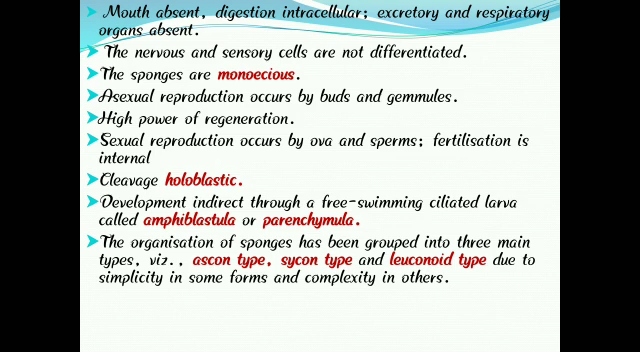 Mouth absent, digestion intracellular; excretory and respiratory
organs absent.
The nervous and sensory cells are not differentiated.
The sponges are monoecious.
Asexual reproduction occurs by buds and gemmules.
High power of regeneration.
Sexual reproduction occurs by ova and sperms; fertilisation is
internal
Cleavage holoblastic.
Development indirect through a free-swimming ciliated larva
called amphiblastula or parenchymula.
The organisation of sponges has been grouped into three main
types, viz., ascon type, sycon type and leuconoid type due to
simplicity in some forms and complexity in others.